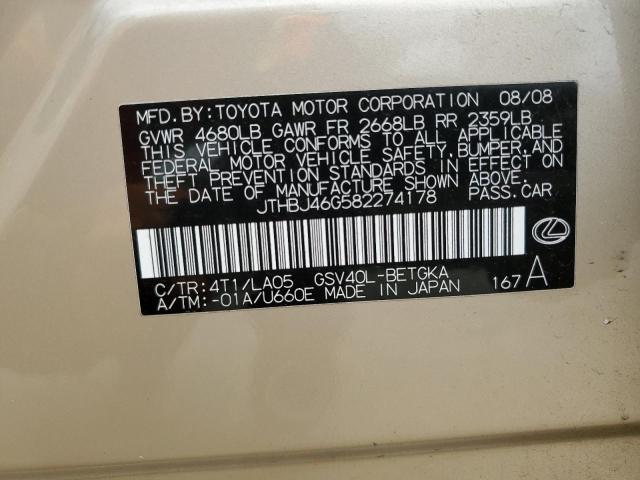 MFD. BY: TOYOTA MOTOR CORPORATION 08/08
GVWR 4680LB GAWR FR 2668LB RR 2359LB
THIS VEHICLE CONFORMS TO ALL APPLICABLE
FEDERAL MOTOR VEHICLE SAFETY, BUMPER, AND
THEFT PREVENTION STANDARDS IN EFFECT ON
THE DATE OF MANUFACTURE SHOWN ABOVE.
JTHBJ46G582274178 PASS. CAR
C/TR: 4T1/LA05 GSV40L-BETGKA
A/TM: -01A/U660E MADE IN JAPAN 167 A